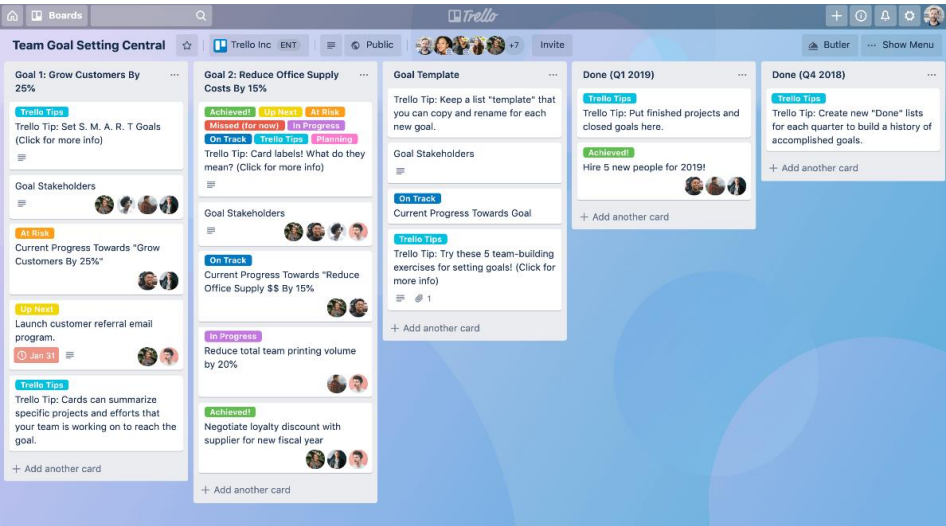 Boards
Trello
Team Goal Setting Central
Trello Inc ENT
Public
+7
Invite
Butler
··· Show Menu
Goal 1: Grow Customers By
25%
Trello Tips
Trello Tip: Set S. M. A. R. T Goals
(Click for more info)
Goal Stakeholders
At Risk
Current Progress Towards "Grow
Customers By 25%"
Up Next
Launch customer referral email
program.
Jan 31
Trello Tips
Trello Tip: Cards can summarize
specific projects and efforts that
your team is working on to reach the
goal.
+ Add another card
Goal 2: Reduce Office Supply
Costs By 15%
Achieved! Up Next At Risk
Missed (for now) In Progress
On Track Trello Tips Planning
Trello Tip: Card labels! What do they
mean? (Click for more info)
Goal Stakeholders
On Track
Current Progress Towards "Reduce
Office Supply $$ By 15%
In Progress
Reduce total team printing volume
by 20%
Achieved!
Negotiate loyalty discount with
supplier for new fiscal year
+ Add another card
Goal Template
Trello Tip: Keep a list "template" that
you can copy and rename for each
new goal.
Goal Stakeholders
On Track
Current Progress Towards Goal
Trello Tips
Trello Tip: Try these 5 team-building
exercises for setting goals! (Click for
more info)
1
+ Add another card
Done (Q1 2019)
Trello Tips
Trello Tip: Put finished projects and
closed goals here.
Achieved!
Hire 5 new people for 2019!
+ Add another card
Done (Q4 2018)
Trello Tips
Trello Tip: Create new "Done" lists
for each quarter to build a history of
accomplished goals.
+ Add another card